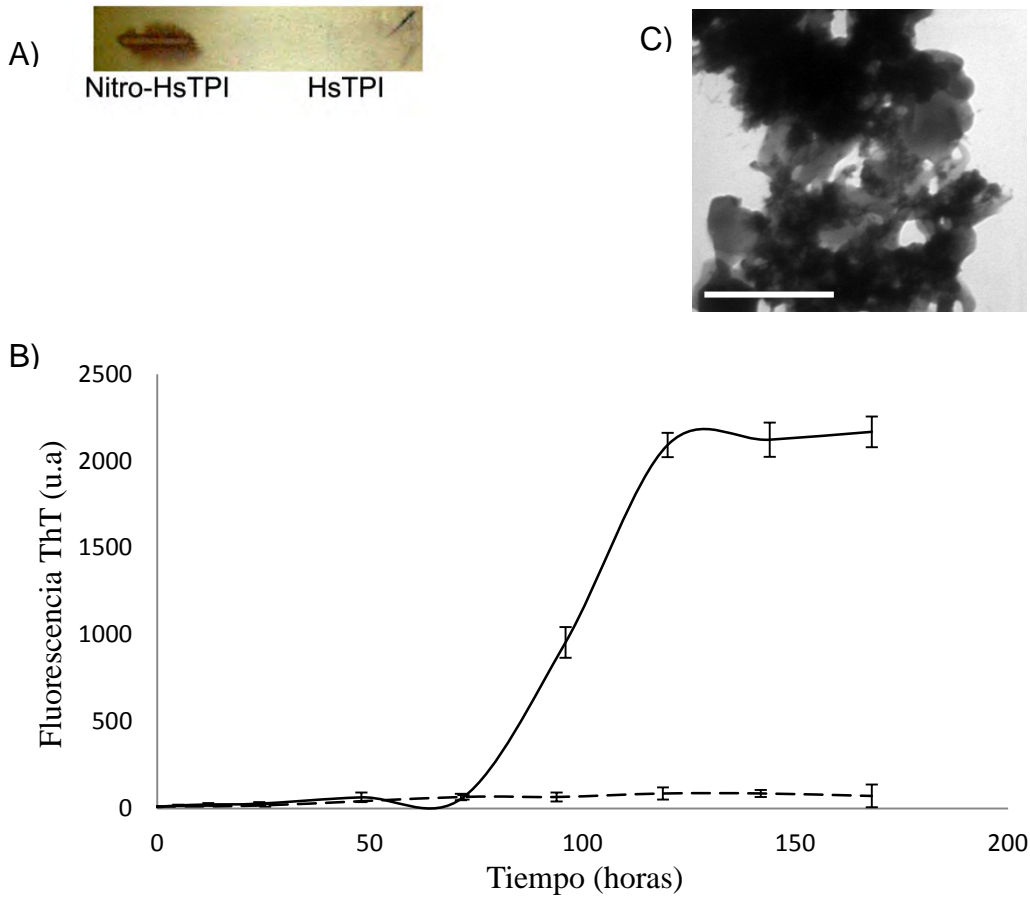 A)
Nitro-HsTPI HsTPI
C)
B)
Fluorescencia ThT (u.a)
2500
2000
1500
1000
500
0
0 50 100 150 200
Tiempo (horas)